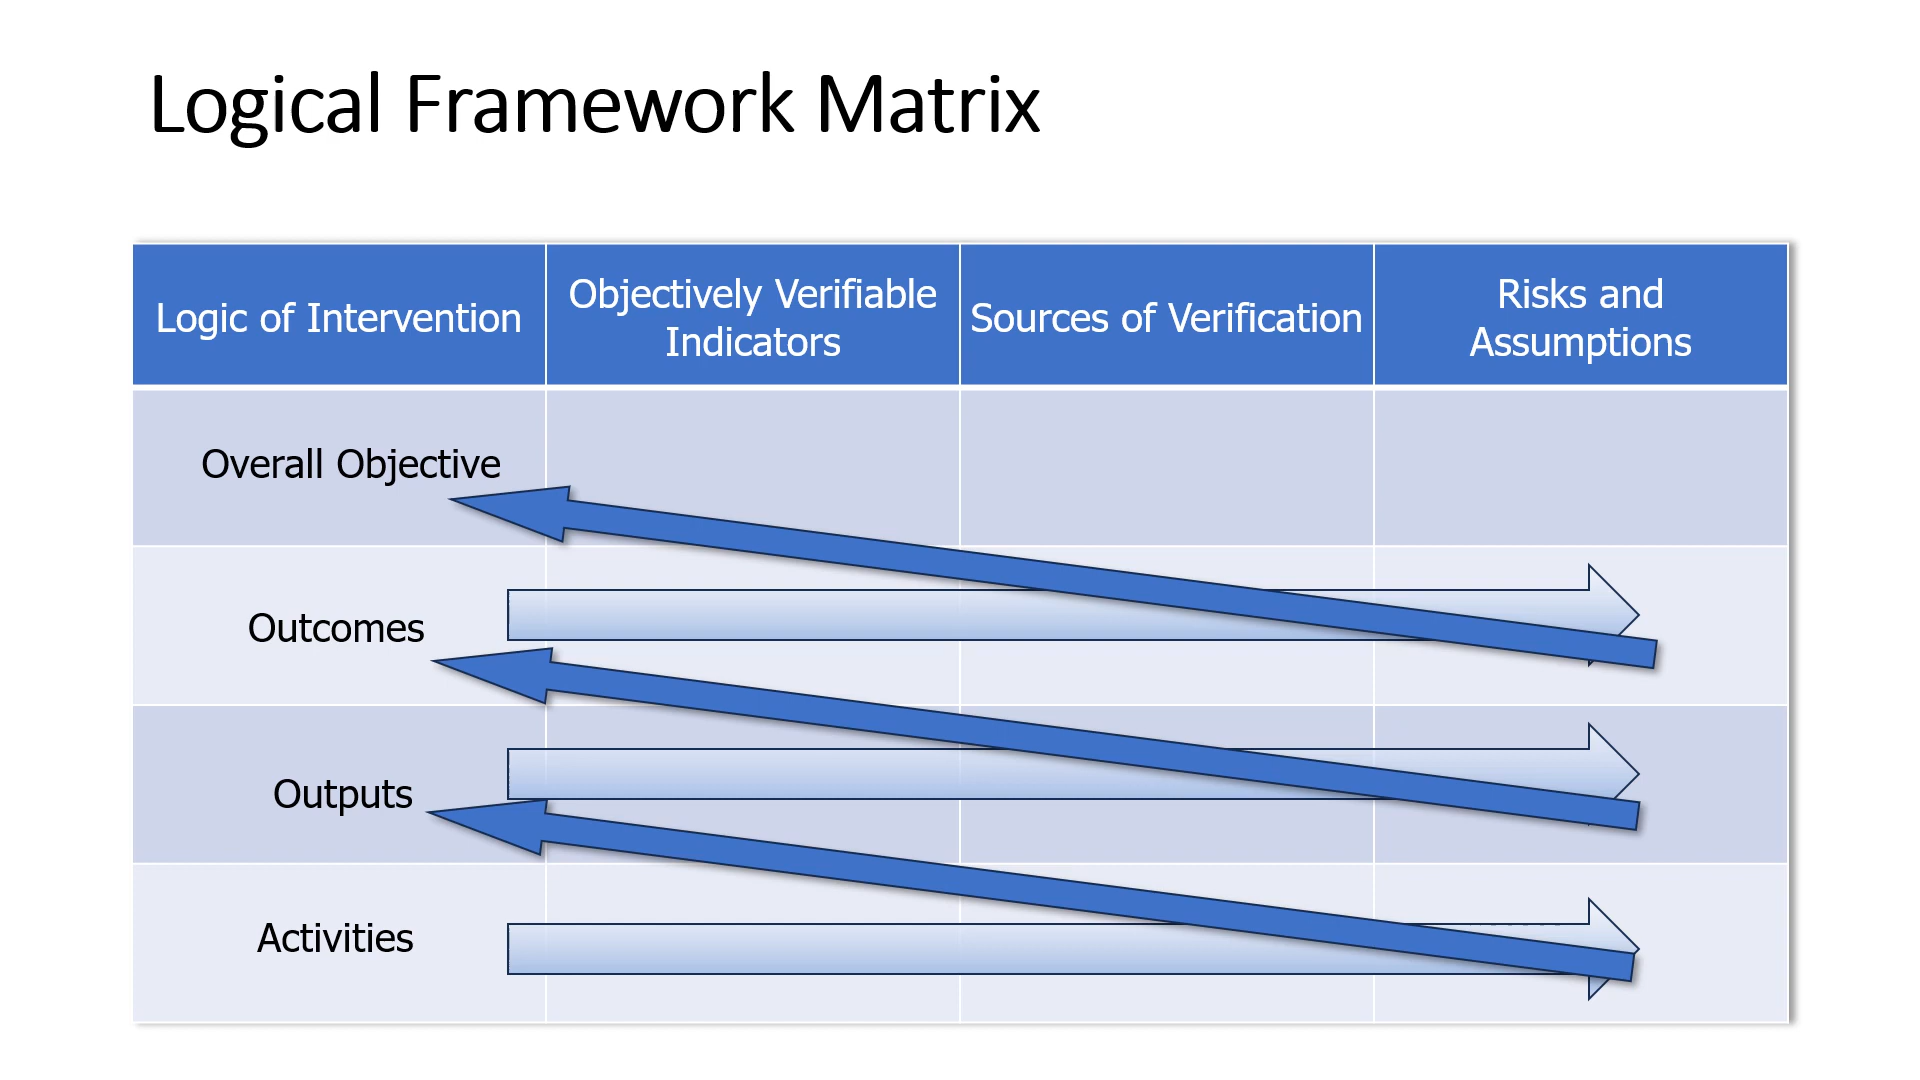 Logical Framework Matrix
Logic of Intervention
Objectively Verifiable
Indicators
Sources of Verification
Risks and
Assumptions
Overall Objective
Outcomes
Outputs
Activities